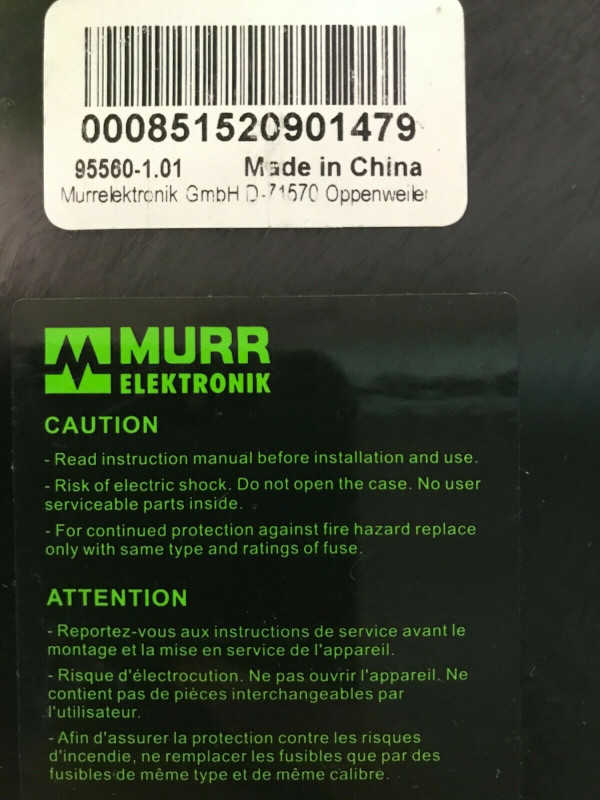 000851520901479
95560-1.01 Made in China
Murrelektronik GmbH D-71570 Oppenweiler
MURR
ELEKTRONIK
CAUTION
- Read instruction manual before installation and use.
- Risk of electric shock. Do not open the case. No user
serviceable parts inside.
- For continued protection against fire hazard replace
only with same type and ratings of fuse.
ATTENTION
- Reportez-vous aux instructions de service avant le
montage et la mise en service de l'appareil.
- Risque d'électrocution. Ne pas ouvrir l'appareil. Ne
contient pas de pièces interchangeables par
l'utilisateur.
- Afin d'assurer la protection contre les risques
d'incendie, ne remplacer les fusibles que par des
fusibles de même type et de même calibre.